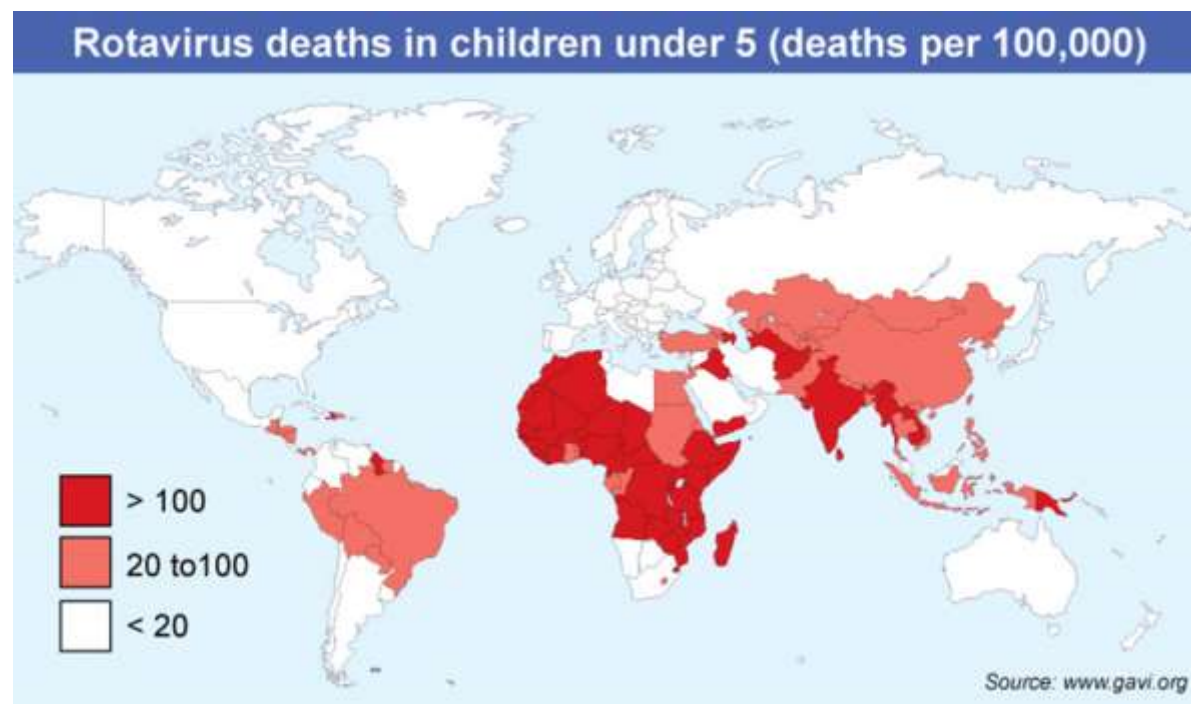 Rotavirus deaths in children under 5 (deaths per 100,000)
> 100
20 to100
< 20
Source: www.gavi.org